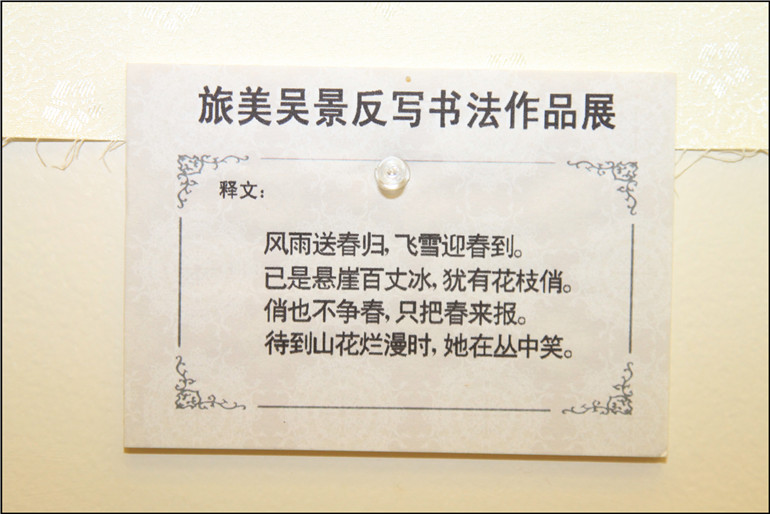 旅美吴景反写书法作品展
释文：
风雨送春归，飞雪迎春到。
已是悬崖百丈冰，犹有花枝俏。
俏也不争春，只把春来报。
待到山花烂漫时，她在丛中笑。